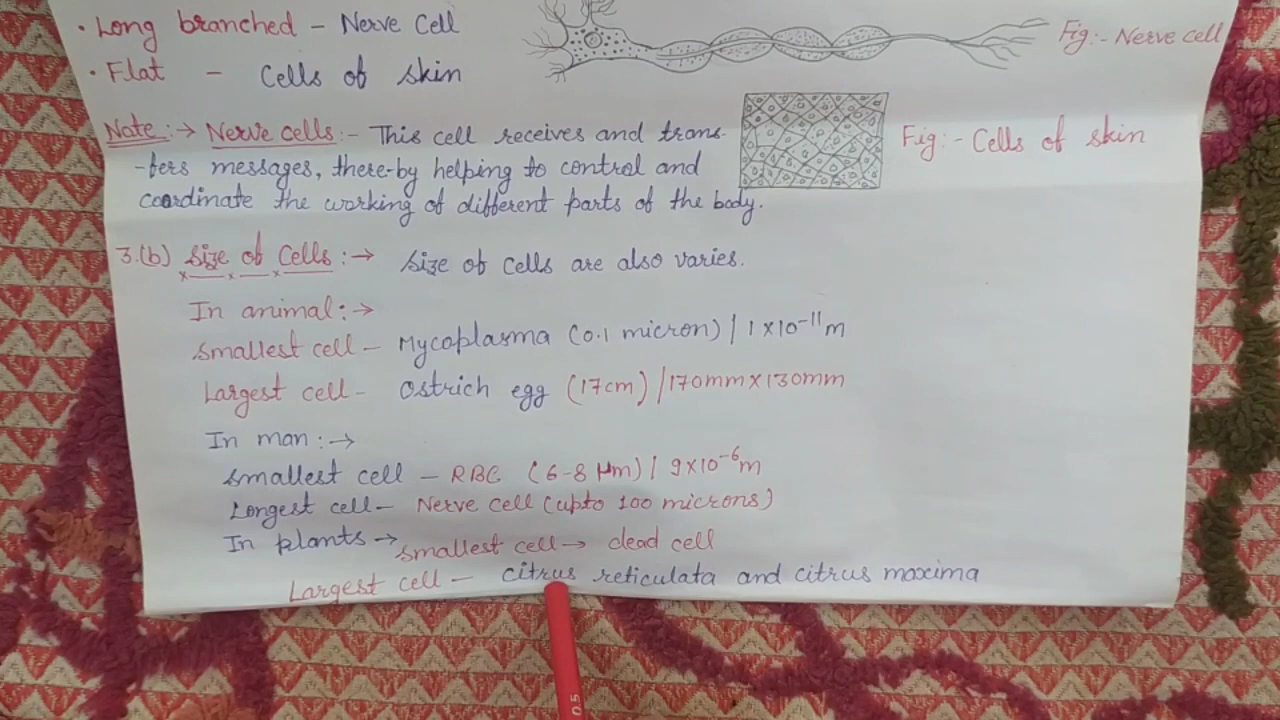 • Long branched - Nerve Cell
Fig:- Nerve cell
• Flat - Cells of skin
Note:→ Nerve cells:- This cell receives and trans-
-fers messages, there-by helping to control and
coordinate the working of different parts of the body.
Fig:- Cells of skin
3.(b) Size of Cells:→ Size of cells are also varies.
In animal:→
Smallest cell - Mycoplasma (0.1 micron) | 1×10⁻¹¹m
Largest cell - Ostrich egg (17cm) | 170mm×130mm
In man:→
Smallest cell - RBC (6-8 μm) | 9×10⁻⁶m
Longest cell - Nerve cell (upto 100 microns)
In plants → Smallest cell → dead cell
Largest cell - citrus reticulata and citrus maxima
0.5